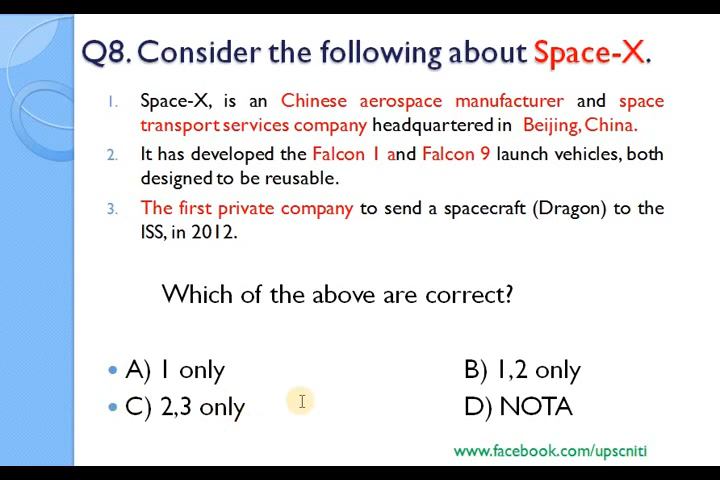 Q8. Consider the following about Space-X.
1. Space-X, is an Chinese aerospace manufacturer and space
transport services company headquartered in Beijing, China.
2. It has developed the Falcon 1 and Falcon 9 launch vehicles, both
designed to be reusable.
3. The first private company to send a spacecraft (Dragon) to the
ISS, in 2012.
Which of the above are correct?
• A) 1 only
B) 1,2 only
• C) 2,3 only
D) NOTA
www.facebook.com/upscniti